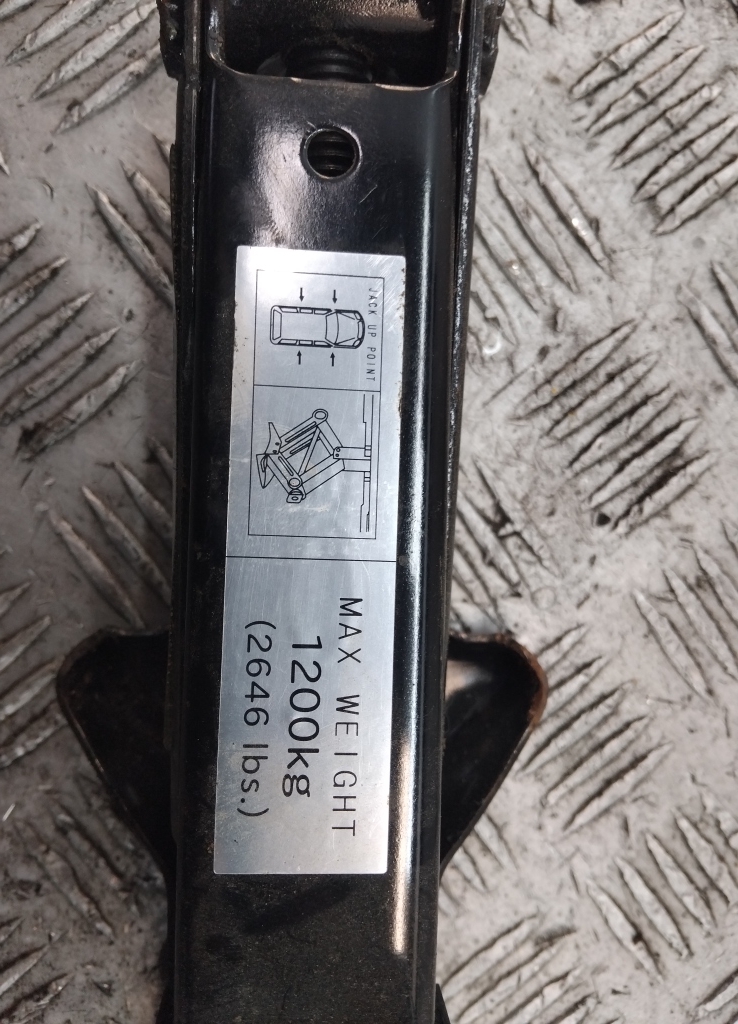 JACK UP POINT
MAX WEIGHT
1200kg
(2646 lbs.)